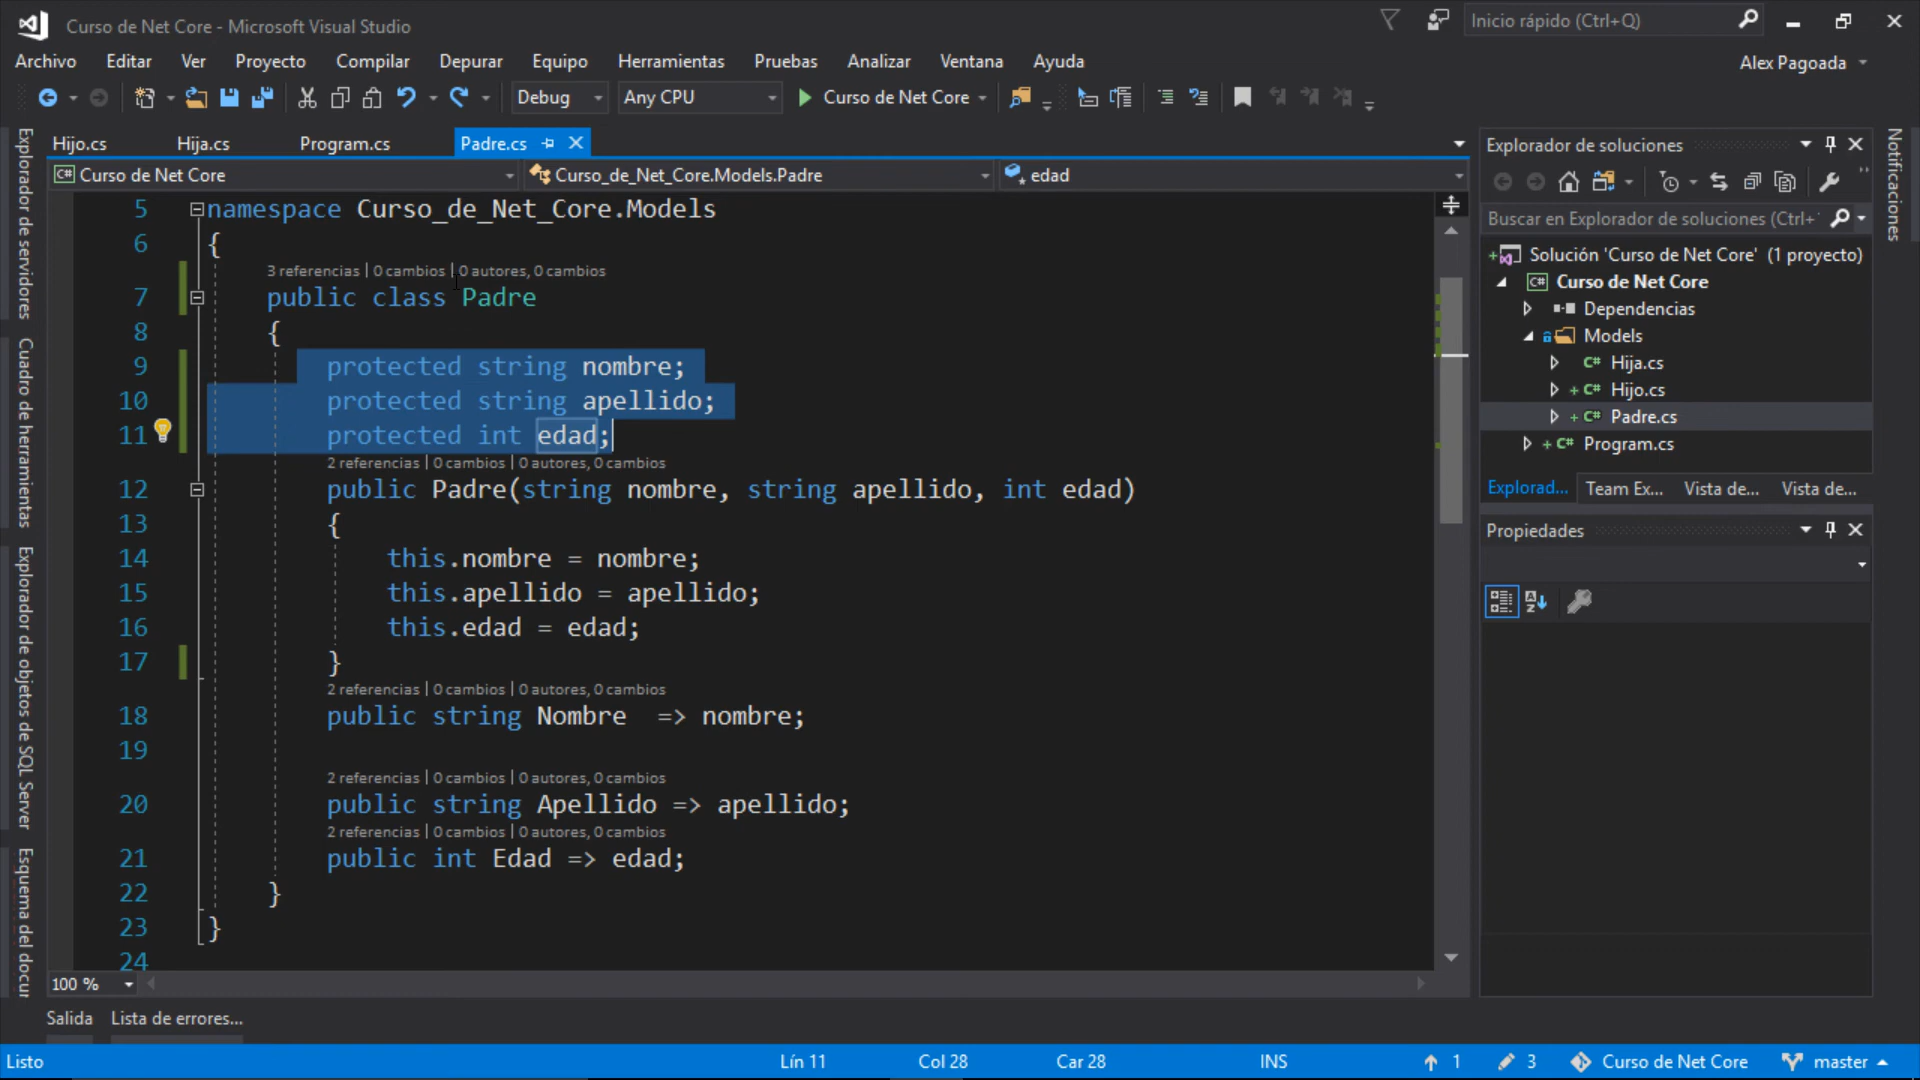 Curso de Net Core - Microsoft Visual Studio
Inicio rápido (Ctrl+Q)
Archivo Editar Ver Proyecto Compilar Depurar Equipo Herramientas Pruebas Analizar Ventana Ayuda
Alex Pagoada
Debug Any CPU Curso de Net Core
Hijo.cs Hija.cs Program.cs Padre.cs
Curso de Net Core Curso_de_Net_Core.Models.Padre edad
5 namespace Curso_de_Net_Core.Models
6 {
3 referencias | 0 cambios | 0 autores, 0 cambios
7 public class Padre
8 {
9 protected string nombre;
10 protected string apellido;
11 protected int edad;
2 referencias | 0 cambios | 0 autores, 0 cambios
12 public Padre(string nombre, string apellido, int edad)
13 {
14 this.nombre = nombre;
15 this.apellido = apellido;
16 this.edad = edad;
17 }
2 referencias | 0 cambios | 0 autores, 0 cambios
18 public string Nombre  => nombre;
19
2 referencias | 0 cambios | 0 autores, 0 cambios
20 public string Apellido => apellido;
2 referencias | 0 cambios | 0 autores, 0 cambios
21 public int Edad => edad;
22 }
23 }
24
100 %
Explorador de servidores
Cuadro de herramientas
Explorador de objetos de SQL Server
Esquema del docu
Explorador de soluciones
Buscar en Explorador de soluciones (Ctrl+
Solución 'Curso de Net Core' (1 proyecto)
C# Curso de Net Core
Dependencias
Models
C# Hija.cs
+ C# Hijo.cs
+ C# Padre.cs
+ C# Program.cs
Explorad... Team Ex... Vista de... Vista de...
Propiedades
Notificaciones
Salida Lista de errores...
Listo Lín 11 Col 28 Car 28 INS 1 3 Curso de Net Core master